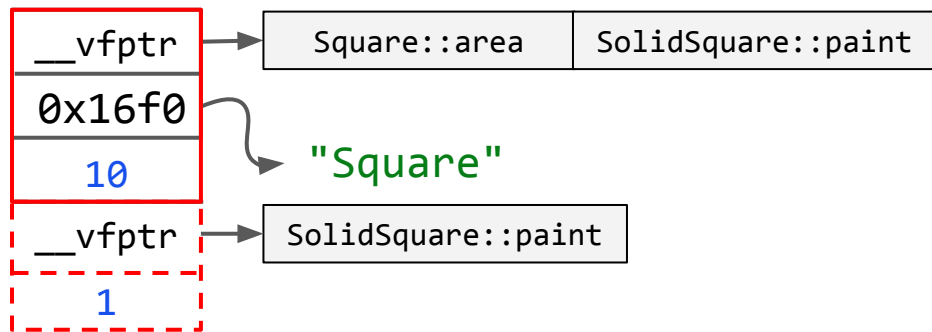 __vfptr
Square::area
SolidSquare::paint
0x16f0
"Square"
10
__vfptr
SolidSquare::paint
1